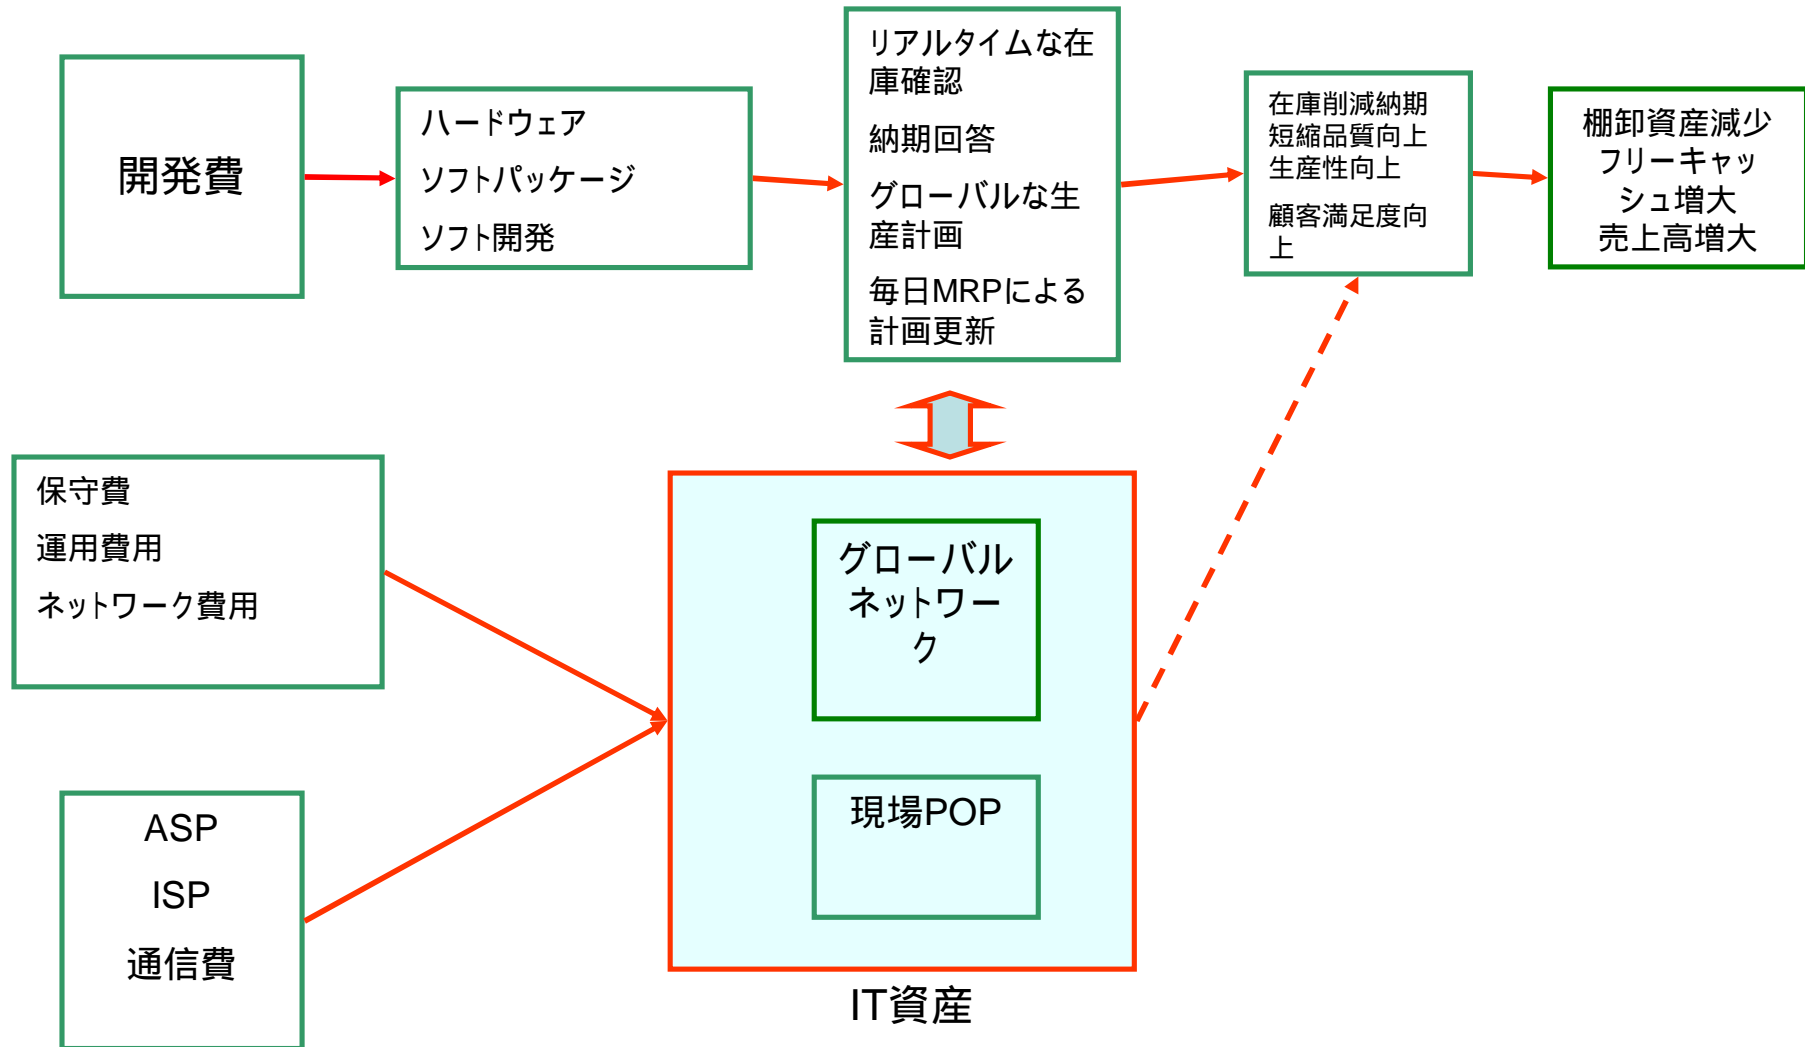 開発費
ハードウェア
ソフトパッケージ
ソフト開発
リアルタイムな在
庫確認
納期回答
グローバルな生
産計画
毎日MRPによる
計画更新
在庫削減納期
短縮品質向上
生産性向上
顧客満足度向
上
棚卸資産減少
フリーキャッ
シュ増大
売上高増大
保守費
運用費用
ネットワーク費用
ASP
ISP
通信費
グローバル
ネットワー
ク
現場POP
IT資産